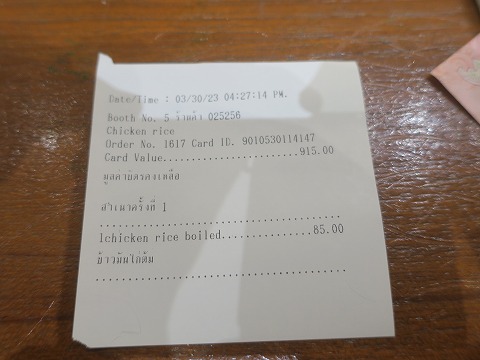 Date/Time : 03/30/23 04:27:14 PM.
Booth No. 5 ร้านค้า 025256
Chicken rice
Order No. 1617 Card ID. 9010530114147
Card Value........................915.00
มูลค่าบัตรคงเหลือ
สำเนาครั้งที่ 1
......................................
1chicken rice boiled...............85.00
ข้าวมันไก่ต้ม
......................................